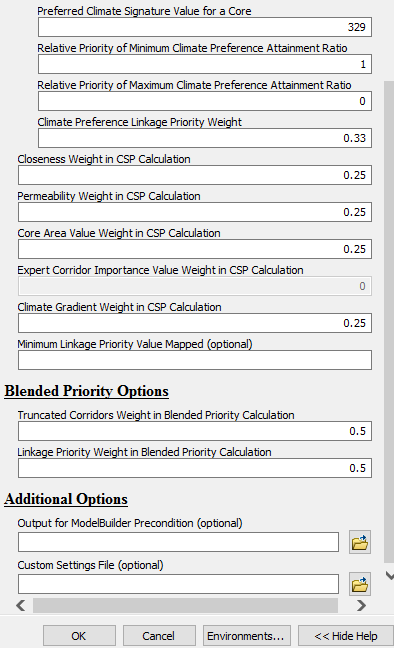 Preferred Climate Signature Value for a Core
329
Relative Priority of Minimum Climate Preference Attainment Ratio
1
Relative Priority of Maximum Climate Preference Attainment Ratio
0
Climate Preference Linkage Priority Weight
0.33
Closeness Weight in CSP Calculation
0.25
Permeability Weight in CSP Calculation
0.25
Core Area Value Weight in CSP Calculation
0.25
Expert Corridor Importance Value Weight in CSP Calculation
0
Climate Gradient Weight in CSP Calculation
0.25
Minimum Linkage Priority Value Mapped (optional)
Blended Priority Options
Truncated Corridors Weight in Blended Priority Calculation
0.5
Linkage Priority Weight in Blended Priority Calculation
0.5
Additional Options
Output for ModelBuilder Precondition (optional)
Custom Settings File (optional)
OK
Cancel
Environments...
<< Hide Help